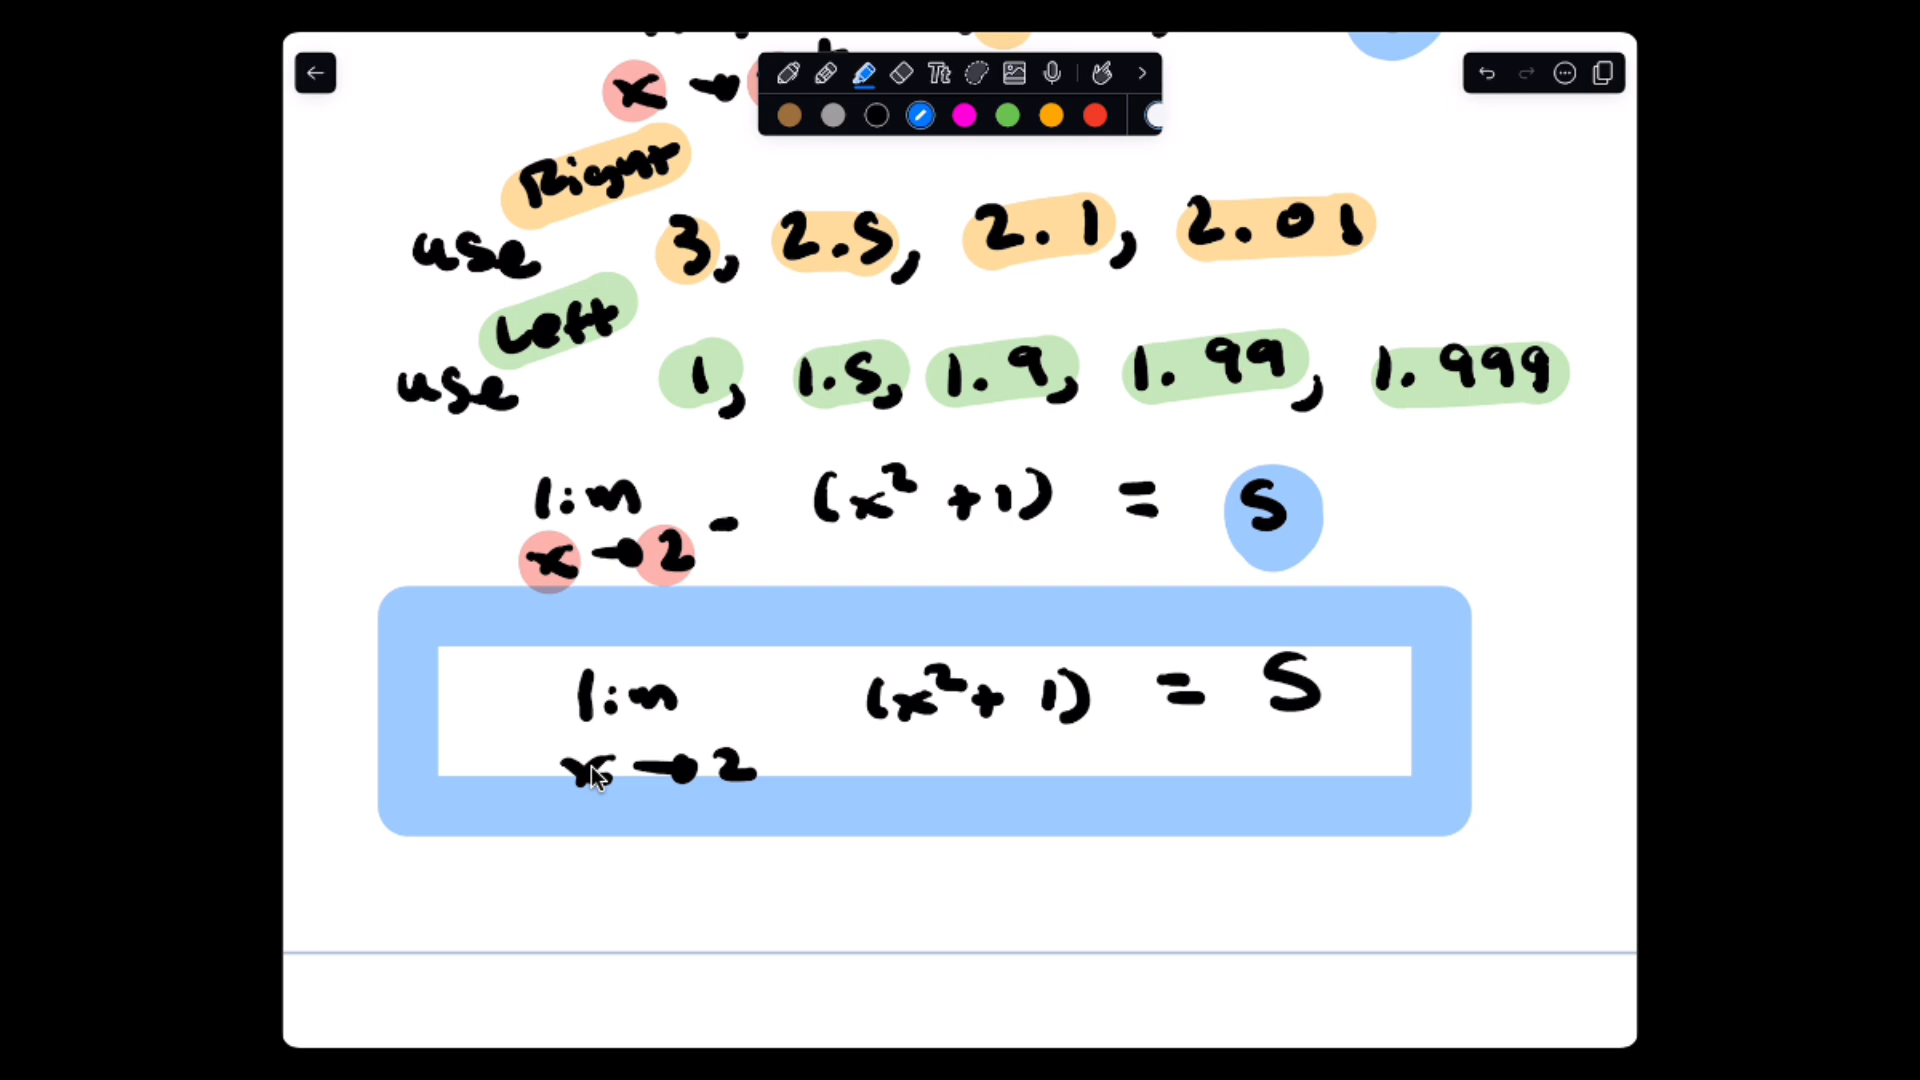 x →
Right
use 3, 2.5, 2.1, 2.01
Left
use 1, 1.5, 1.9, 1.99, 1.999
lim - (x² + 1) = 5
x → 2
lim (x² + 1) = 5
x → 2
Tt